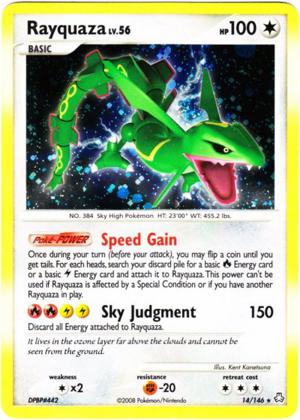 Rayquaza LV.56
HP 100
BASIC
NO. 384 Sky High Pokémon HT: 23'00" WT: 455.2 lbs.
Poké-POWER Speed Gain
Once during your turn (before your attack), you may flip a coin until you
get tails. For each heads, search your discard pile for a basic Energy card
or a basic Energy card and attach it to Rayquaza. This power can't be
used if Rayquaza is affected by a Special Condition or if you have another
Rayquaza in play.
Sky Judgment 150
Discard all Energy attached to Rayquaza.
It lives in the ozone layer far above the clouds and cannot be
seen from the ground.
Illus. Kent Kanetsuna
weakness resistance retreat cost
×2 -20
DPBP#442 ©2008 Pokémon/Nintendo 14/146 ★